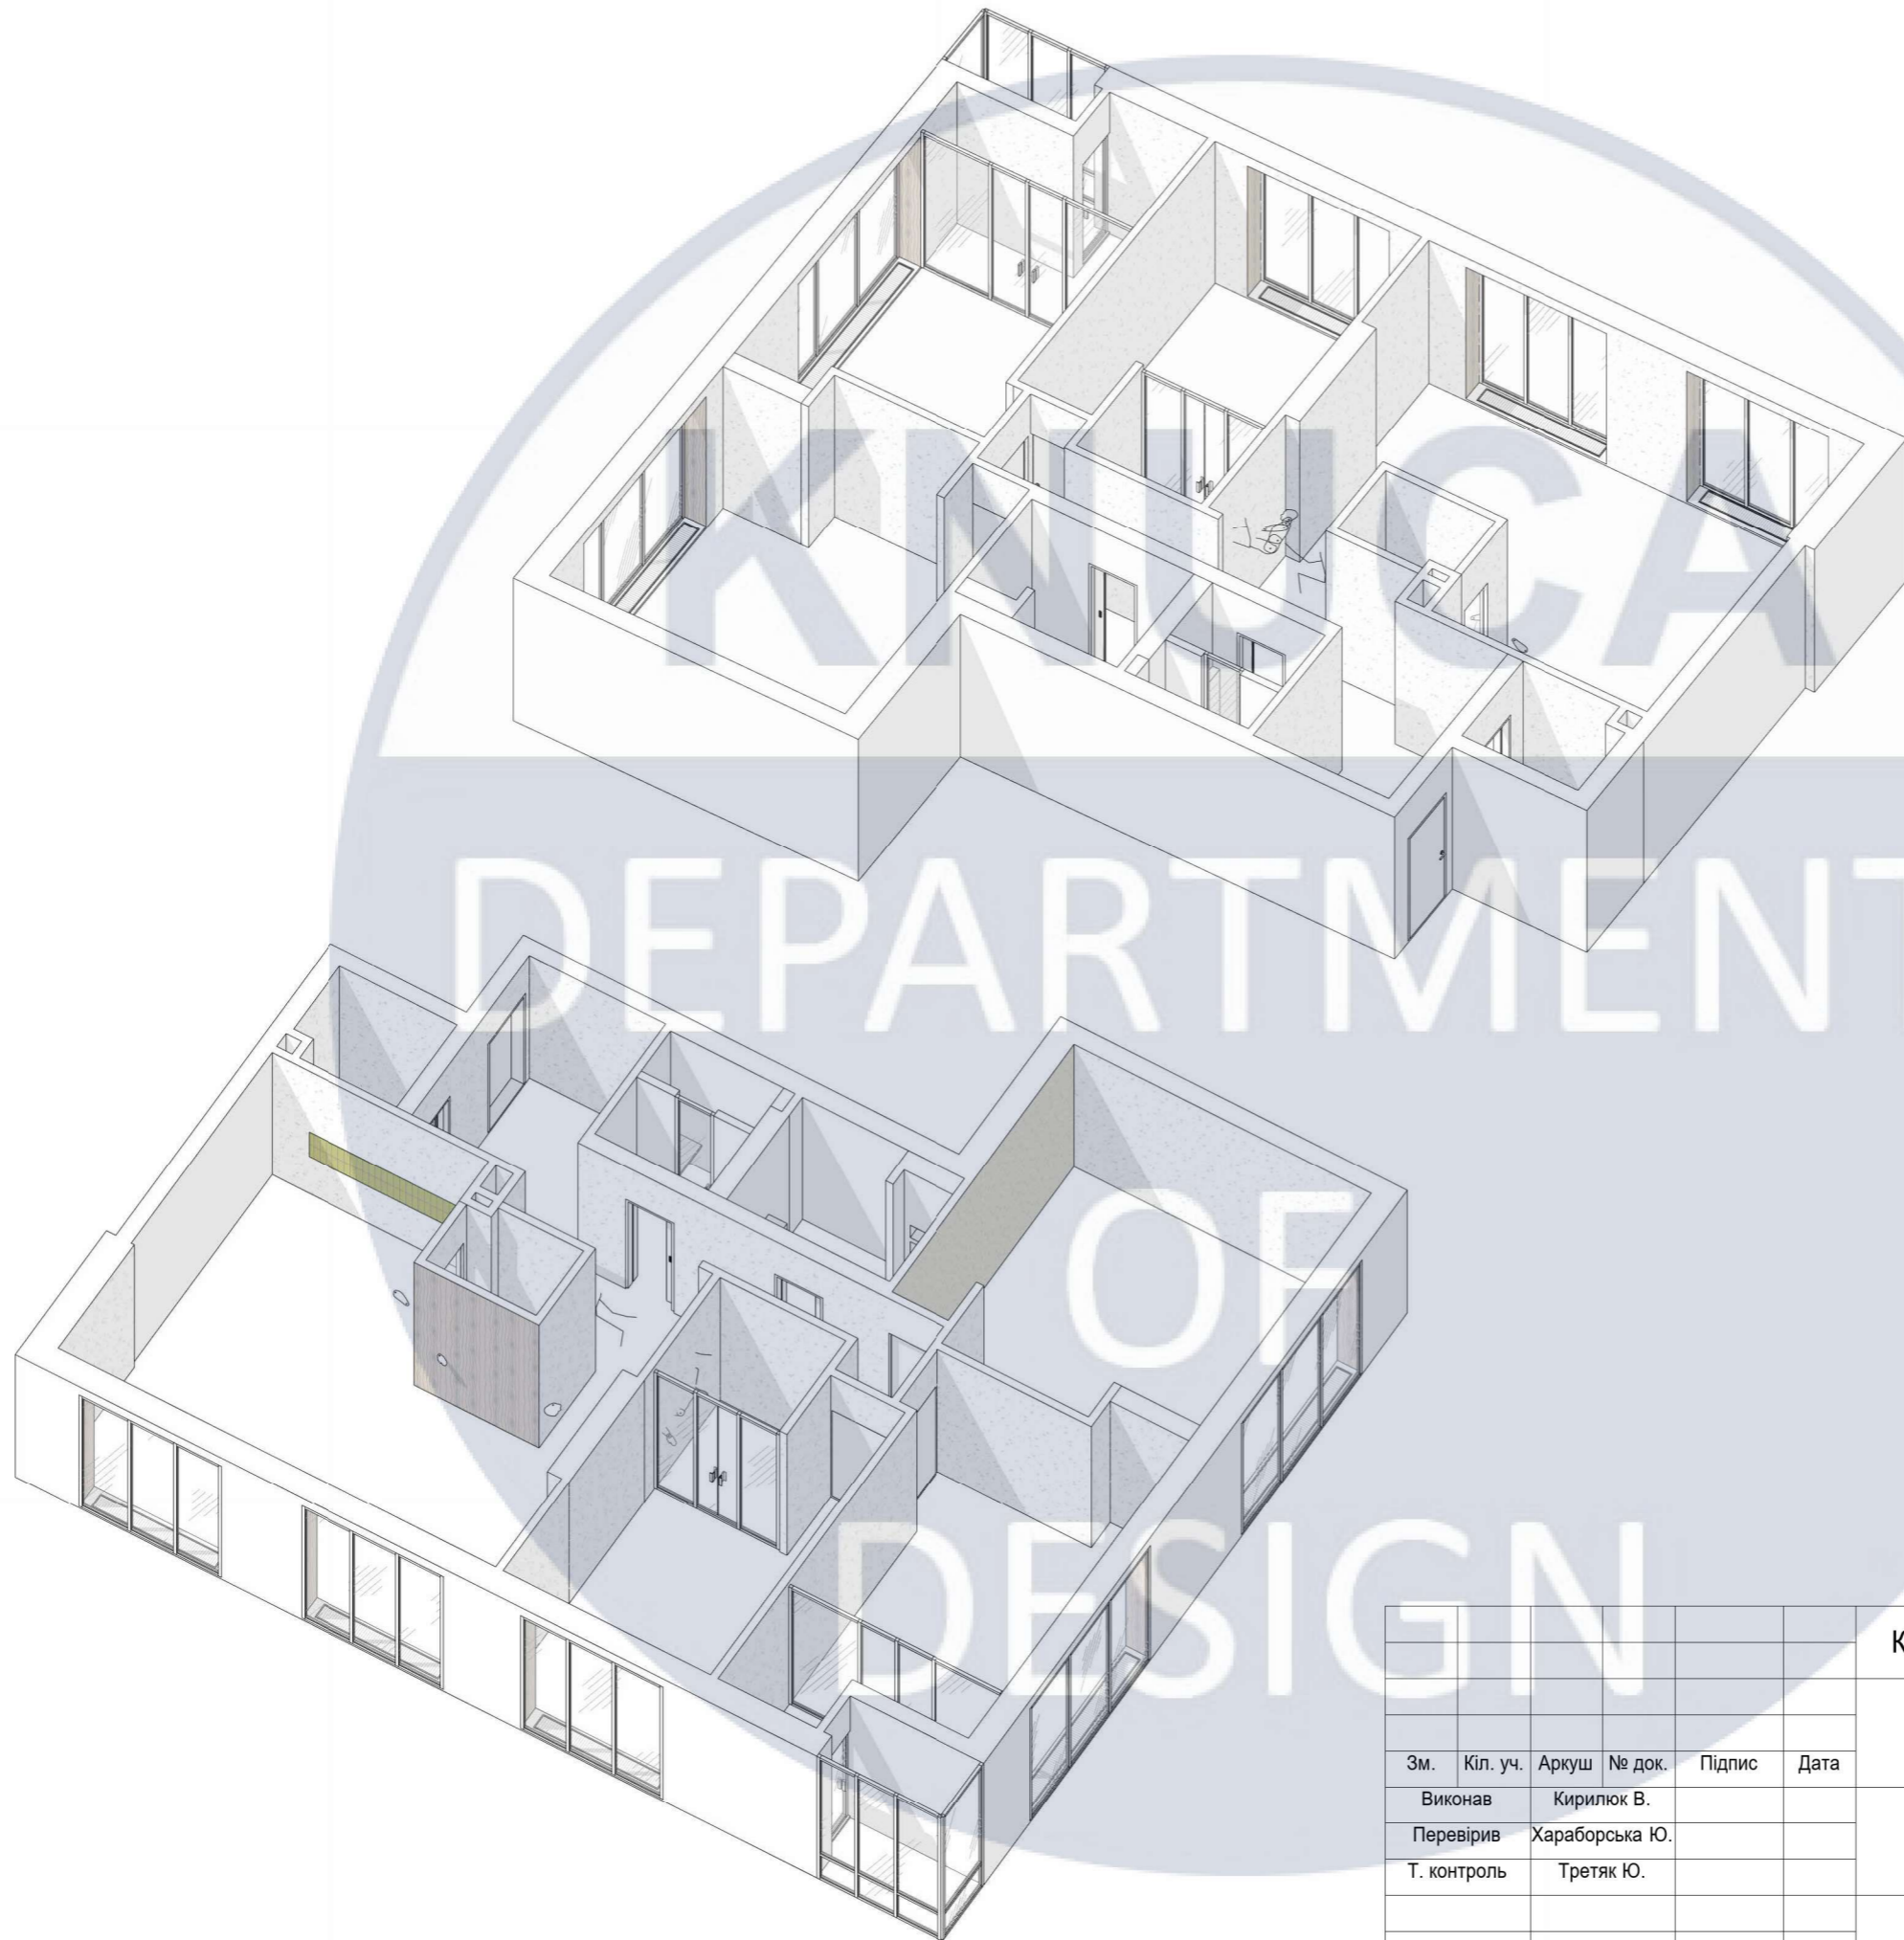 KNUCA
DEPARTMENT
OF
DESIGN
К
Зм. Кіл. уч. Аркуш № док. Підпис Дата
Виконав Кирилюк В.
Перевірив Хараборська Ю.
Т. контроль Третяк Ю.